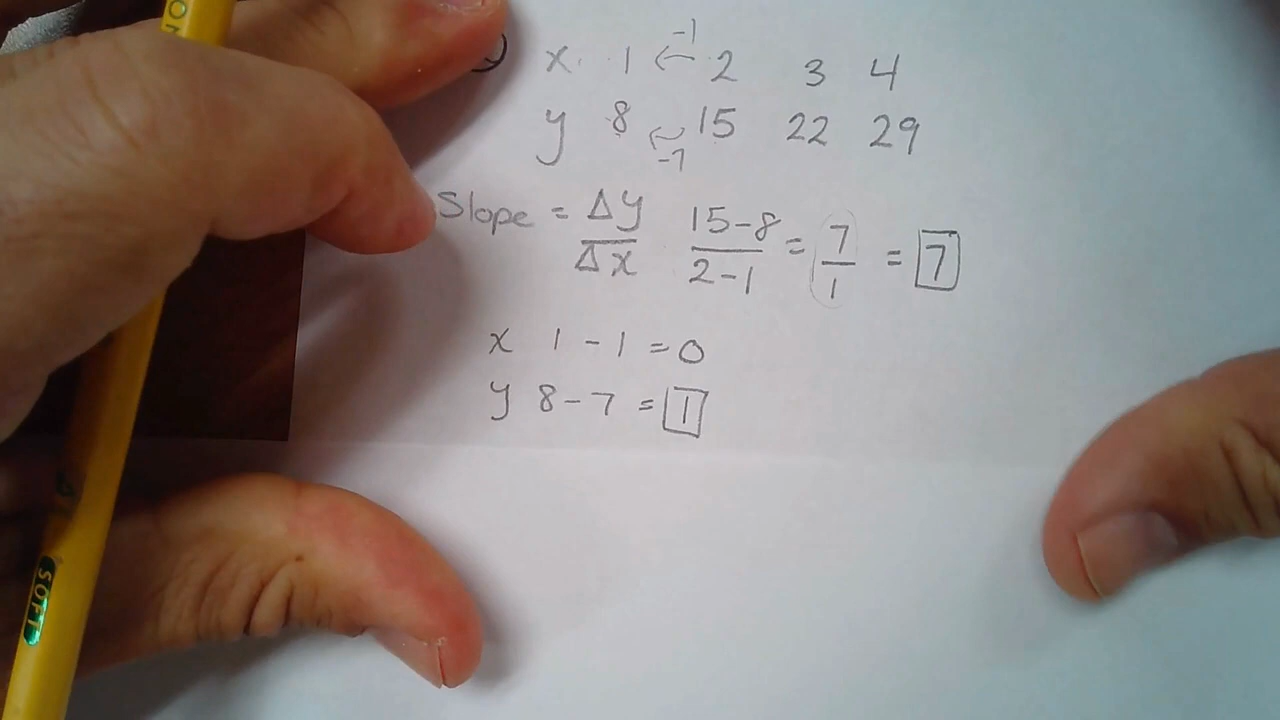 -1
x 1 ← 2 3 4
y 8 ← 15 22 29
-7
Slope = Δy/Δx 15-8/2-1 = 7/1 = 7
x 1 - 1 = 0
y 8 - 7 = 1
SOFT